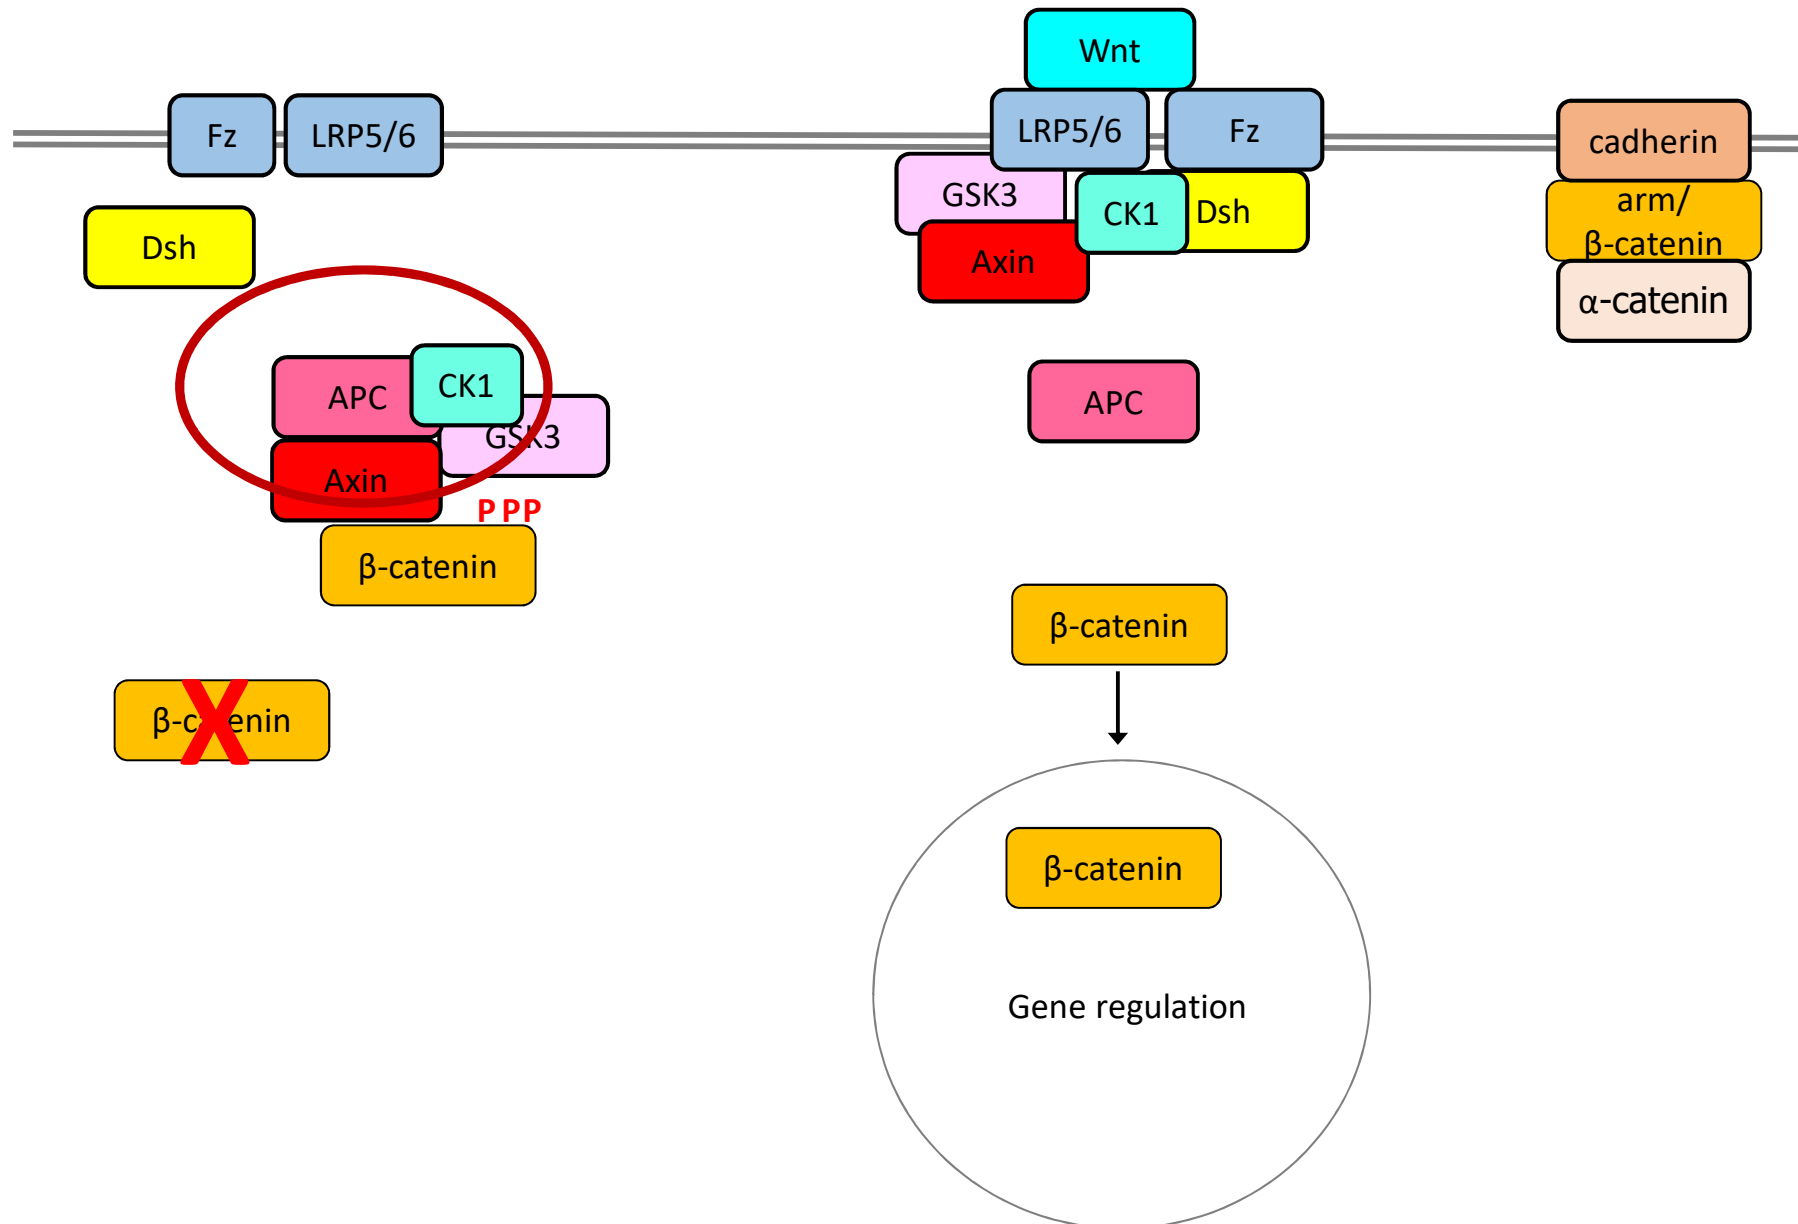 Wnt
Fz
LRP5/6
LRP5/6
Fz
cadherin
GSK3
CK1
Dsh
arm/
β-catenin
Dsh
Axin
α-catenin
APC
CK1
APC
GSK3
Axin
P PP
β-catenin
β-catenin
β-catenin
X
β-catenin
Gene regulation